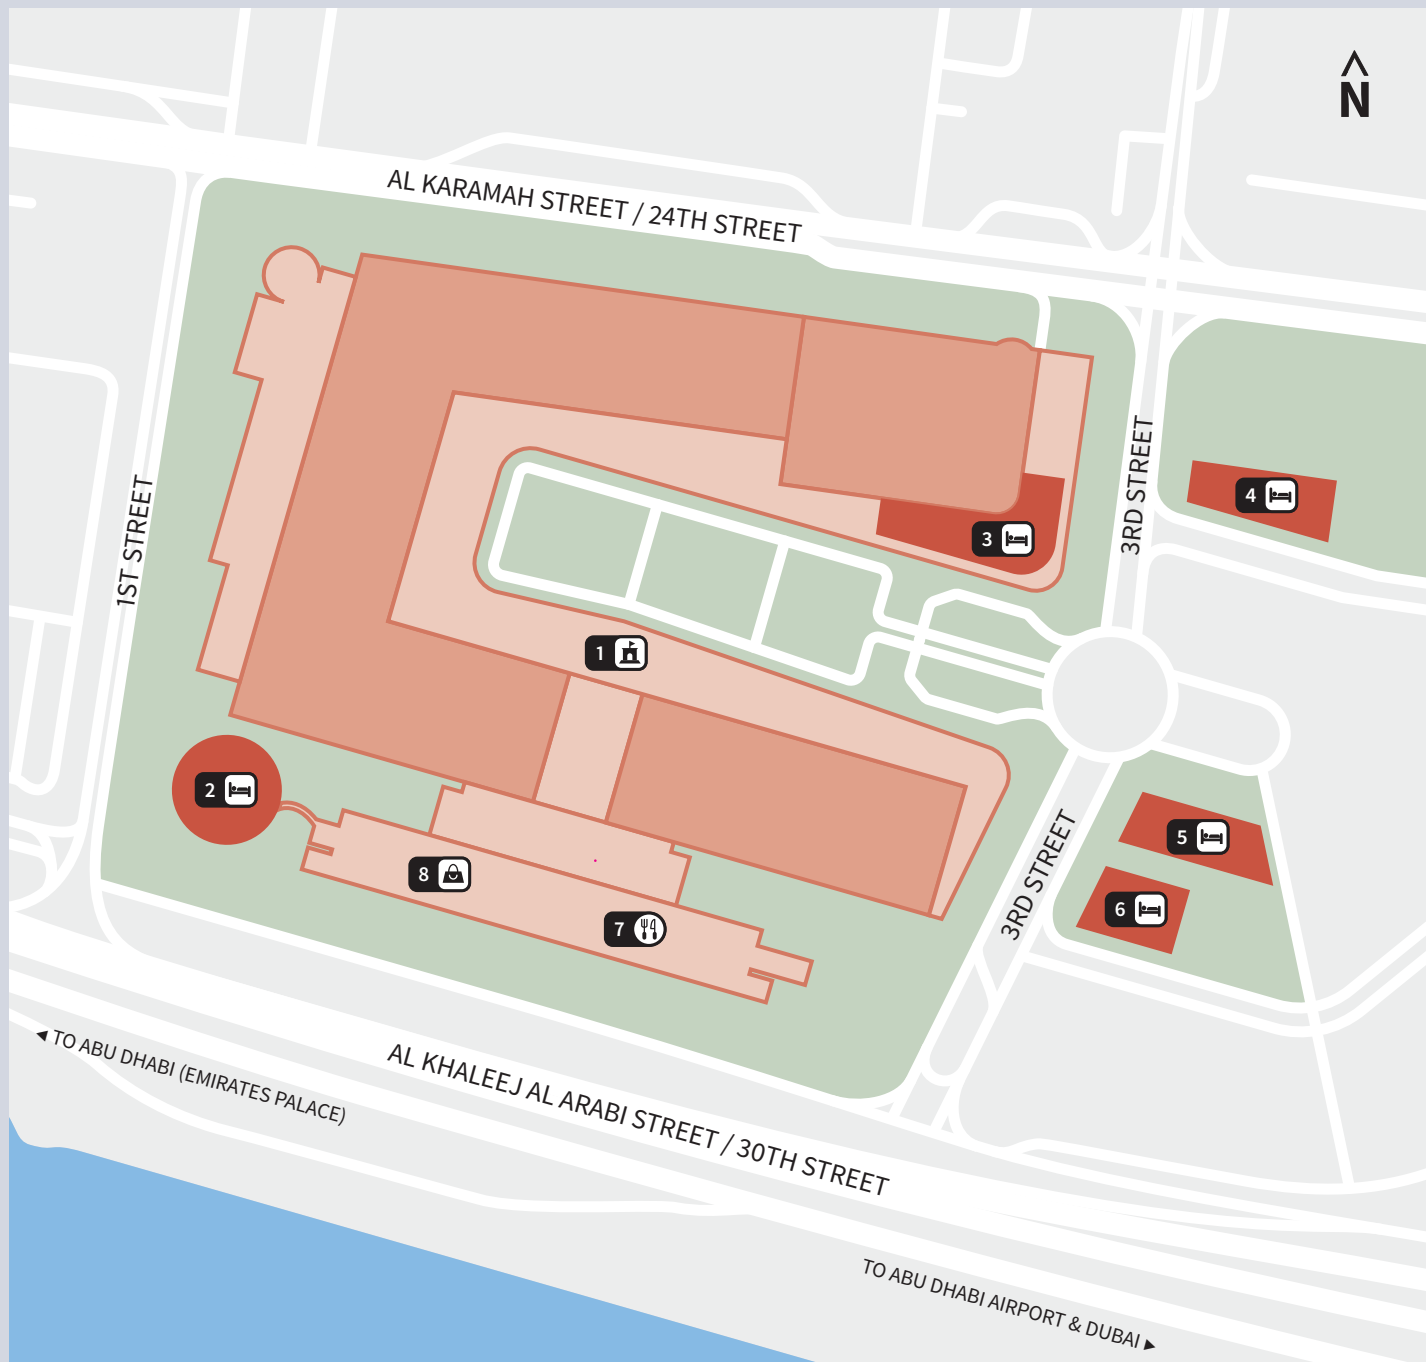 N
AL KARAMAH STREET / 24TH STREET
3RD STREET
4
3
1ST STREET
1
2
5
8
6
7
3RD STREET
◄ TO ABU DHABI (EMIRATES PALACE)
AL KHALEEJ AL ARABI STREET / 30TH STREET
TO ABU DHABI AIRPORT & DUBAI ►